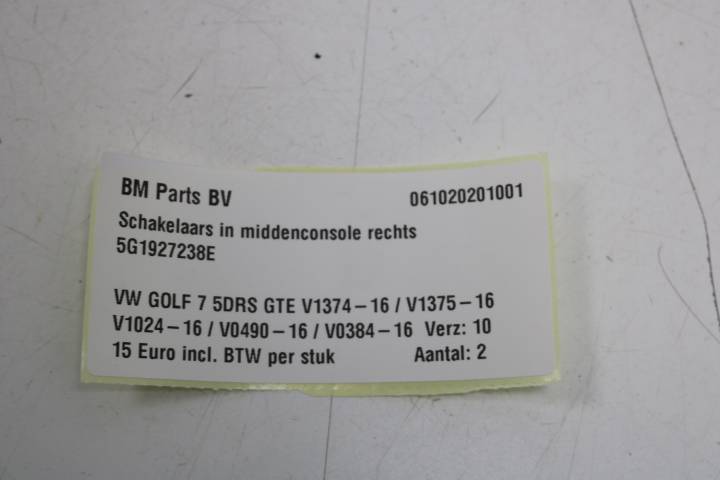 BM Parts BV 061020201001
Schakelaars in middenconsole rechts
5G1927238E
VW GOLF 7 5DRS GTE V1374-16 / V1375-16
V1024-16 / V0490-16 / V0384-16 Verz: 10
15 Euro incl. BTW per stuk Aantal: 2